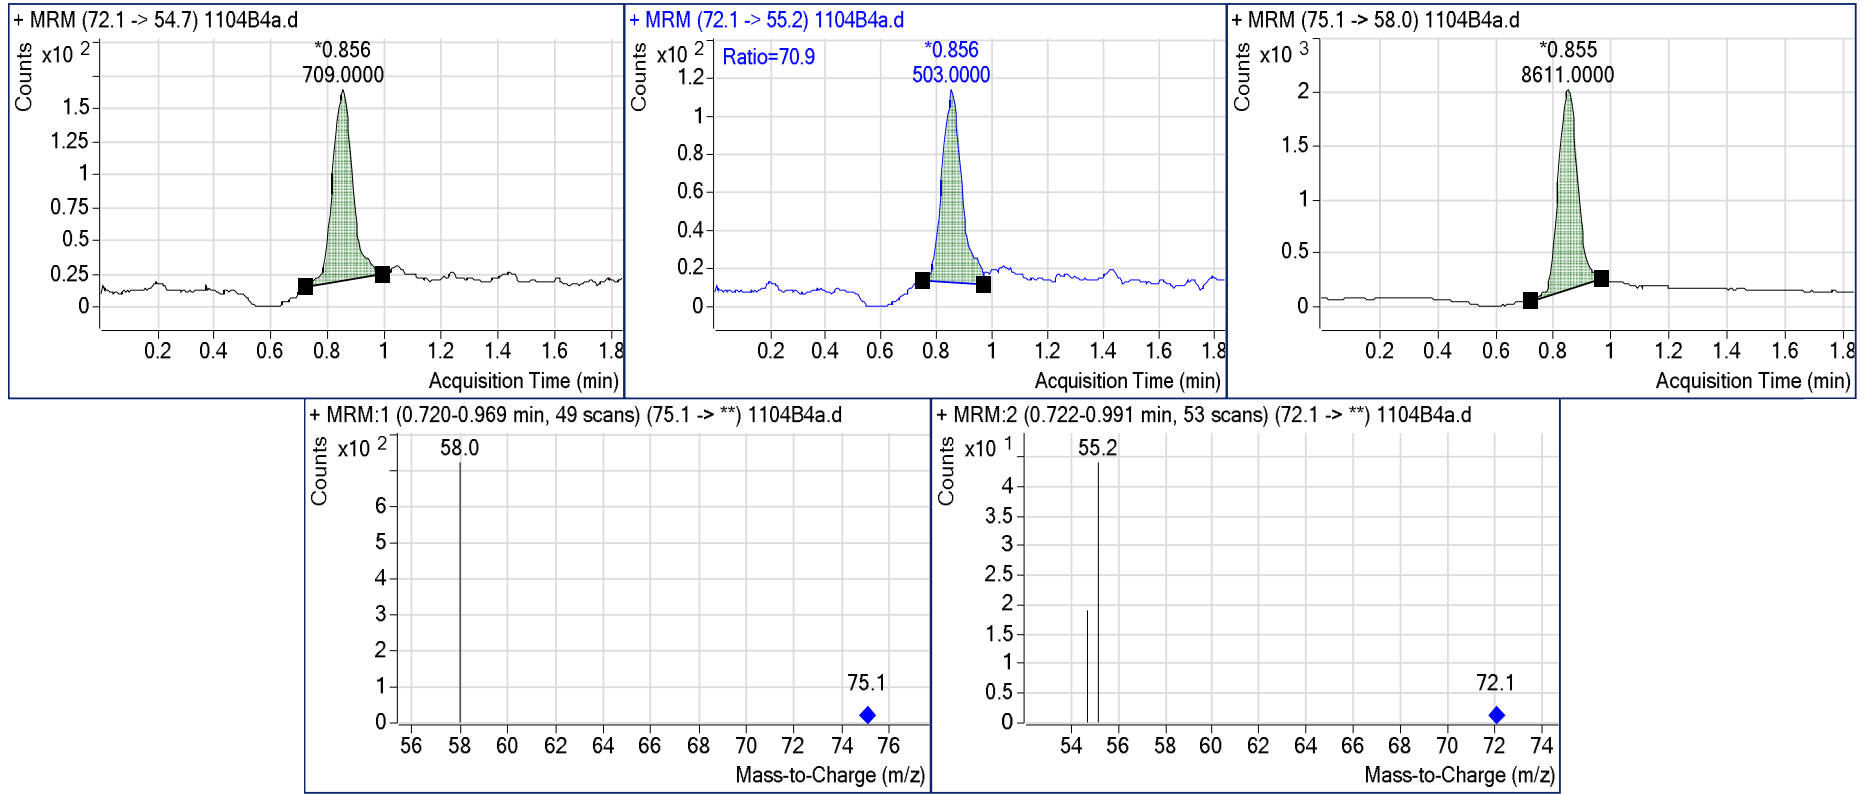 + MRM (72.1 -> 54.7) 1104B4a.d
Counts
x10 2
*0.856
709.0000
1.5
1.25
1
0.75
0.5
0.25
0
0.2 0.4 0.6 0.8 1 1.2 1.4 1.6 1.8
Acquisition Time (min)
+ MRM (72.1 -> 55.2) 1104B4a.d
Counts
x10 2
Ratio=70.9
*0.856
503.0000
1.2
1
0.8
0.6
0.4
0.2
0
0.2 0.4 0.6 0.8 1 1.2 1.4 1.6 1.8
Acquisition Time (min)
+ MRM (75.1 -> 58.0) 1104B4a.d
Counts
x10 3
*0.855
8611.0000
2
1.5
1
0.5
0
0.2 0.4 0.6 0.8 1 1.2 1.4 1.6 1.8
Acquisition Time (min)
+ MRM:1 (0.720-0.969 min, 49 scans) (75.1 -> **) 1104B4a.d
Counts
x10 2
58.0
6
5
4
3
2
1
0
75.1
56 58 60 62 64 66 68 70 72 74 76
Mass-to-Charge (m/z)
+ MRM:2 (0.722-0.991 min, 53 scans) (72.1 -> **) 1104B4a.d
Counts
x10 1
55.2
4
3.5
3
2.5
2
1.5
1
0.5
0
72.1
54 56 58 60 62 64 66 68 70 72 74
Mass-to-Charge (m/z)